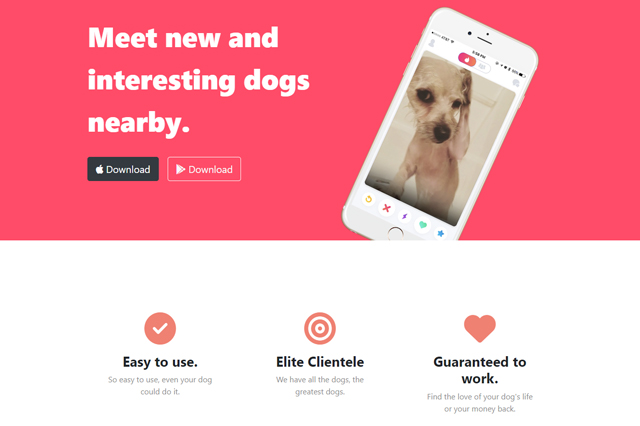 Meet new and
interesting dogs
nearby.
Download
Download
Easy to use.
So easy to use, even your dog
could do it.
Elite Clientele
We have all the dogs, the
greatest dogs.
Guaranteed to
work.
Find the love of your dog's life
or your money back.